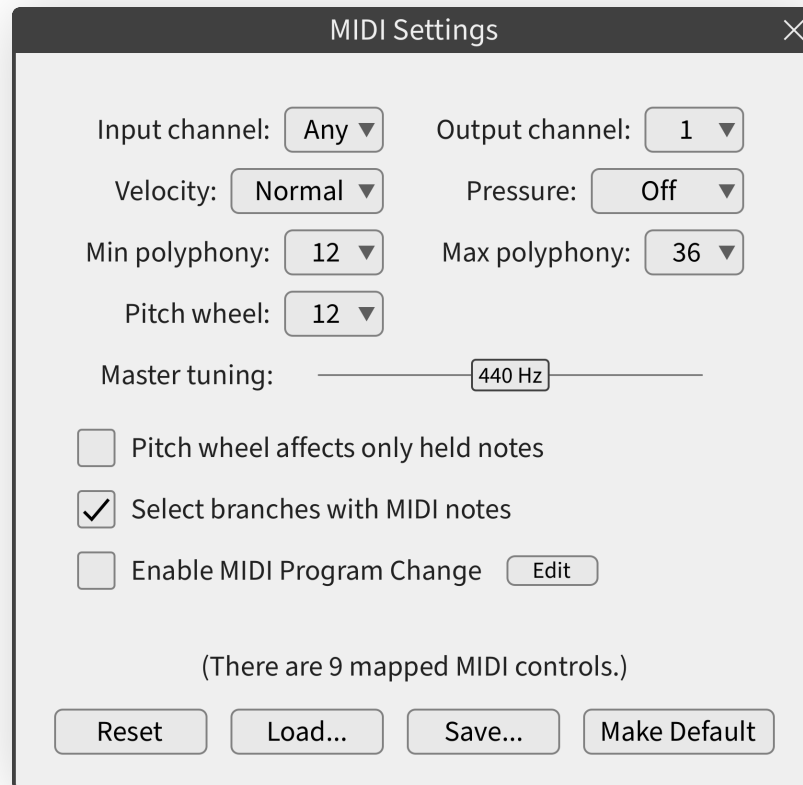 MIDI Settings
Input channel: Any Output channel: 1
Velocity: Normal Pressure: Off
Min polyphony: 12 Max polyphony: 36
Pitch wheel: 12
Master tuning: 440 Hz
Pitch wheel affects only held notes
Select branches with MIDI notes
Enable MIDI Program Change Edit
(There are 9 mapped MIDI controls.)
Reset Load... Save... Make Default